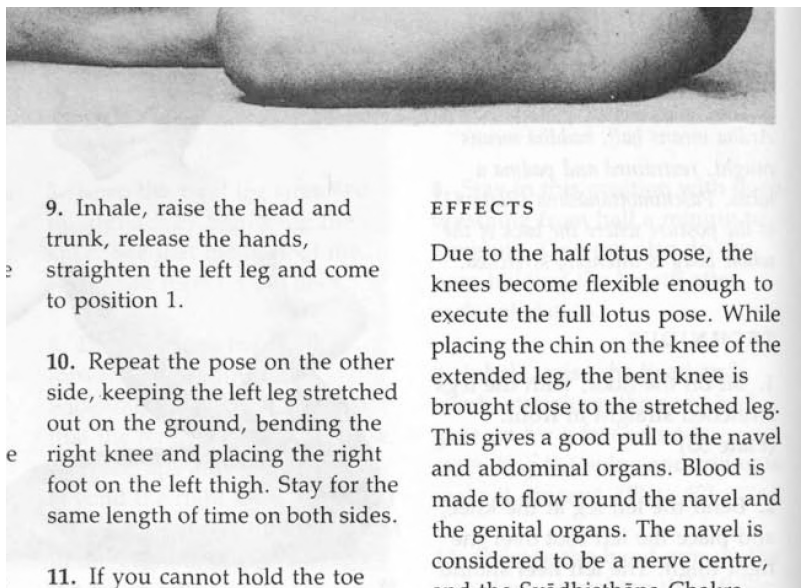 9. Inhale, raise the head and
trunk, release the hands,
straighten the left leg and come
to position 1.
10. Repeat the pose on the other
side, keeping the left leg stretched
out on the ground, bending the
right knee and placing the right
foot on the left thigh. Stay for the
same length of time on both sides.
11. If you cannot hold the toe
EFFECTS
Due to the half lotus pose, the
knees become flexible enough to
execute the full lotus pose. While
placing the chin on the knee of the
extended leg, the bent knee is
brought close to the stretched leg.
This gives a good pull to the navel
and abdominal organs. Blood is
made to flow round the navel and
the genital organs. The navel is
considered to be a nerve centre,
and the Svādhiṣṭhāna Chakra